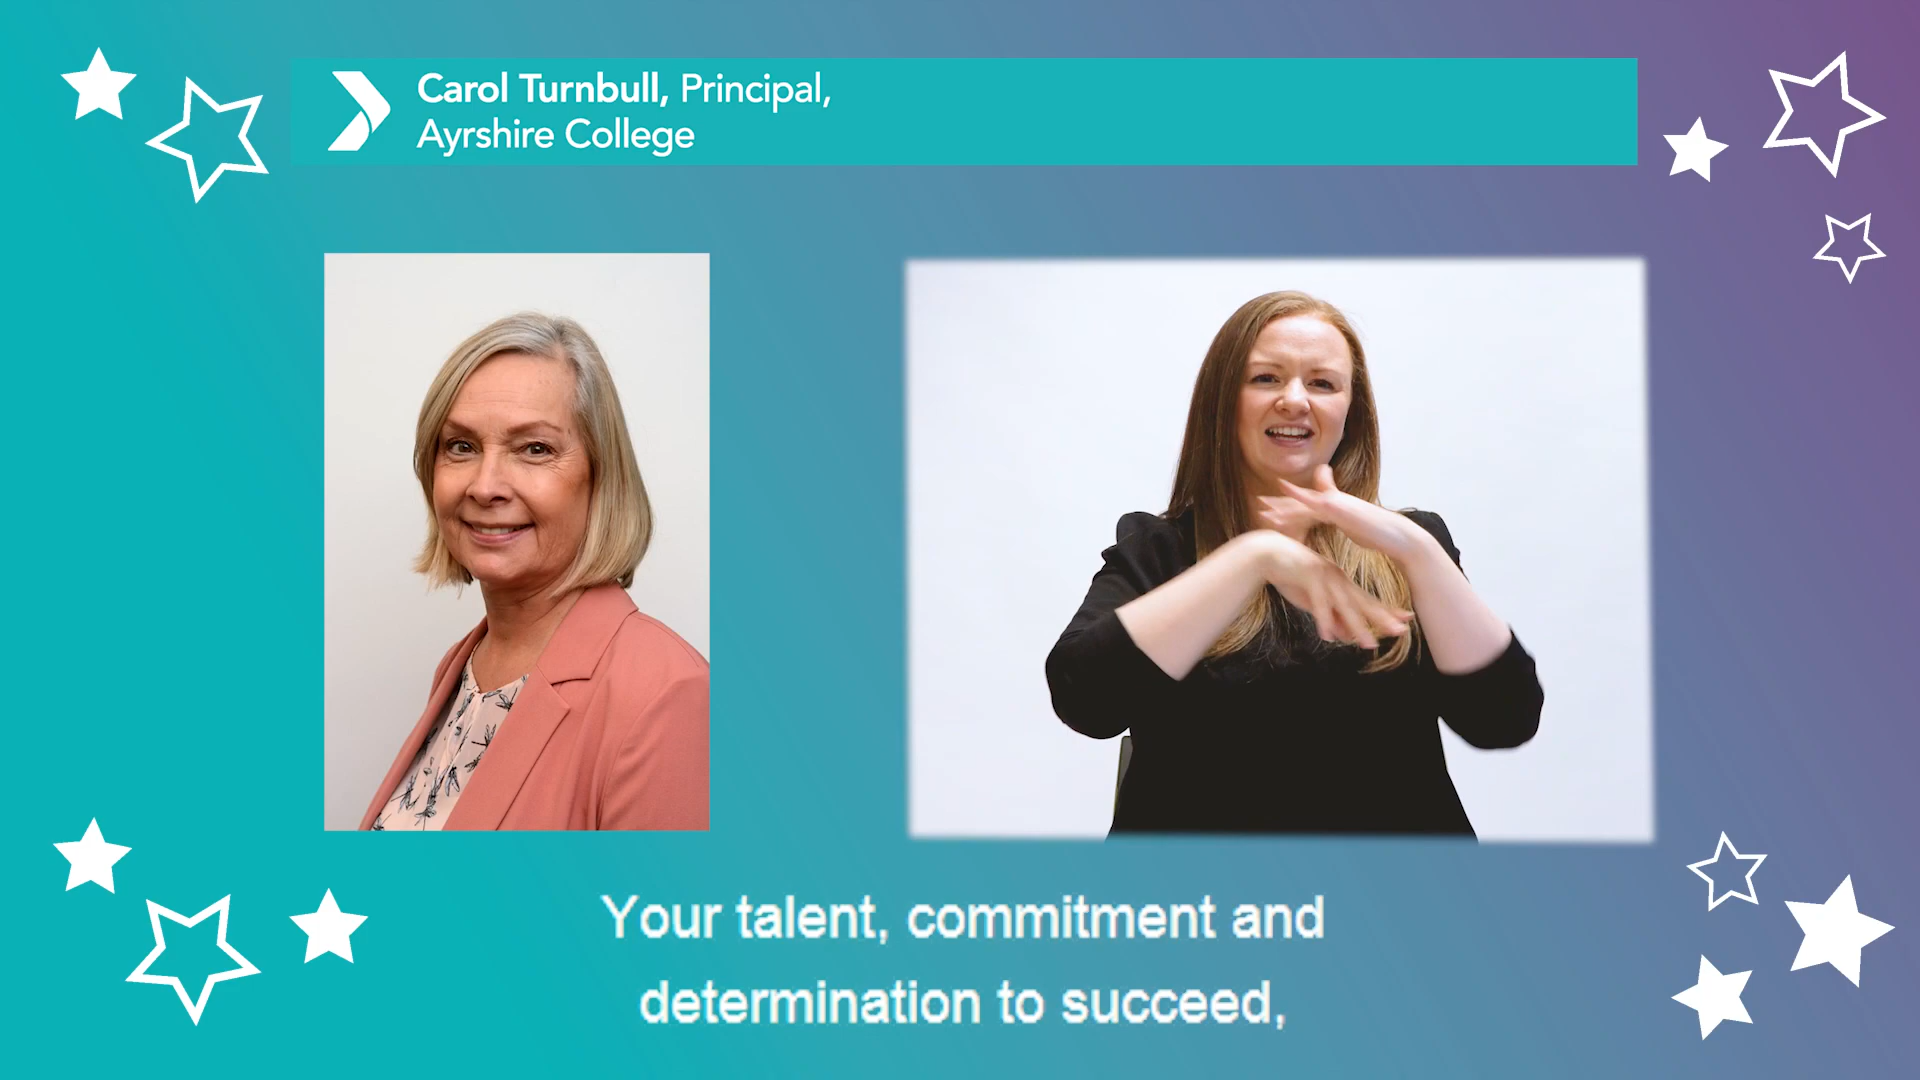 Carol Turnbull, Principal,
Ayrshire College
Your talent, commitment and
determination to succeed,